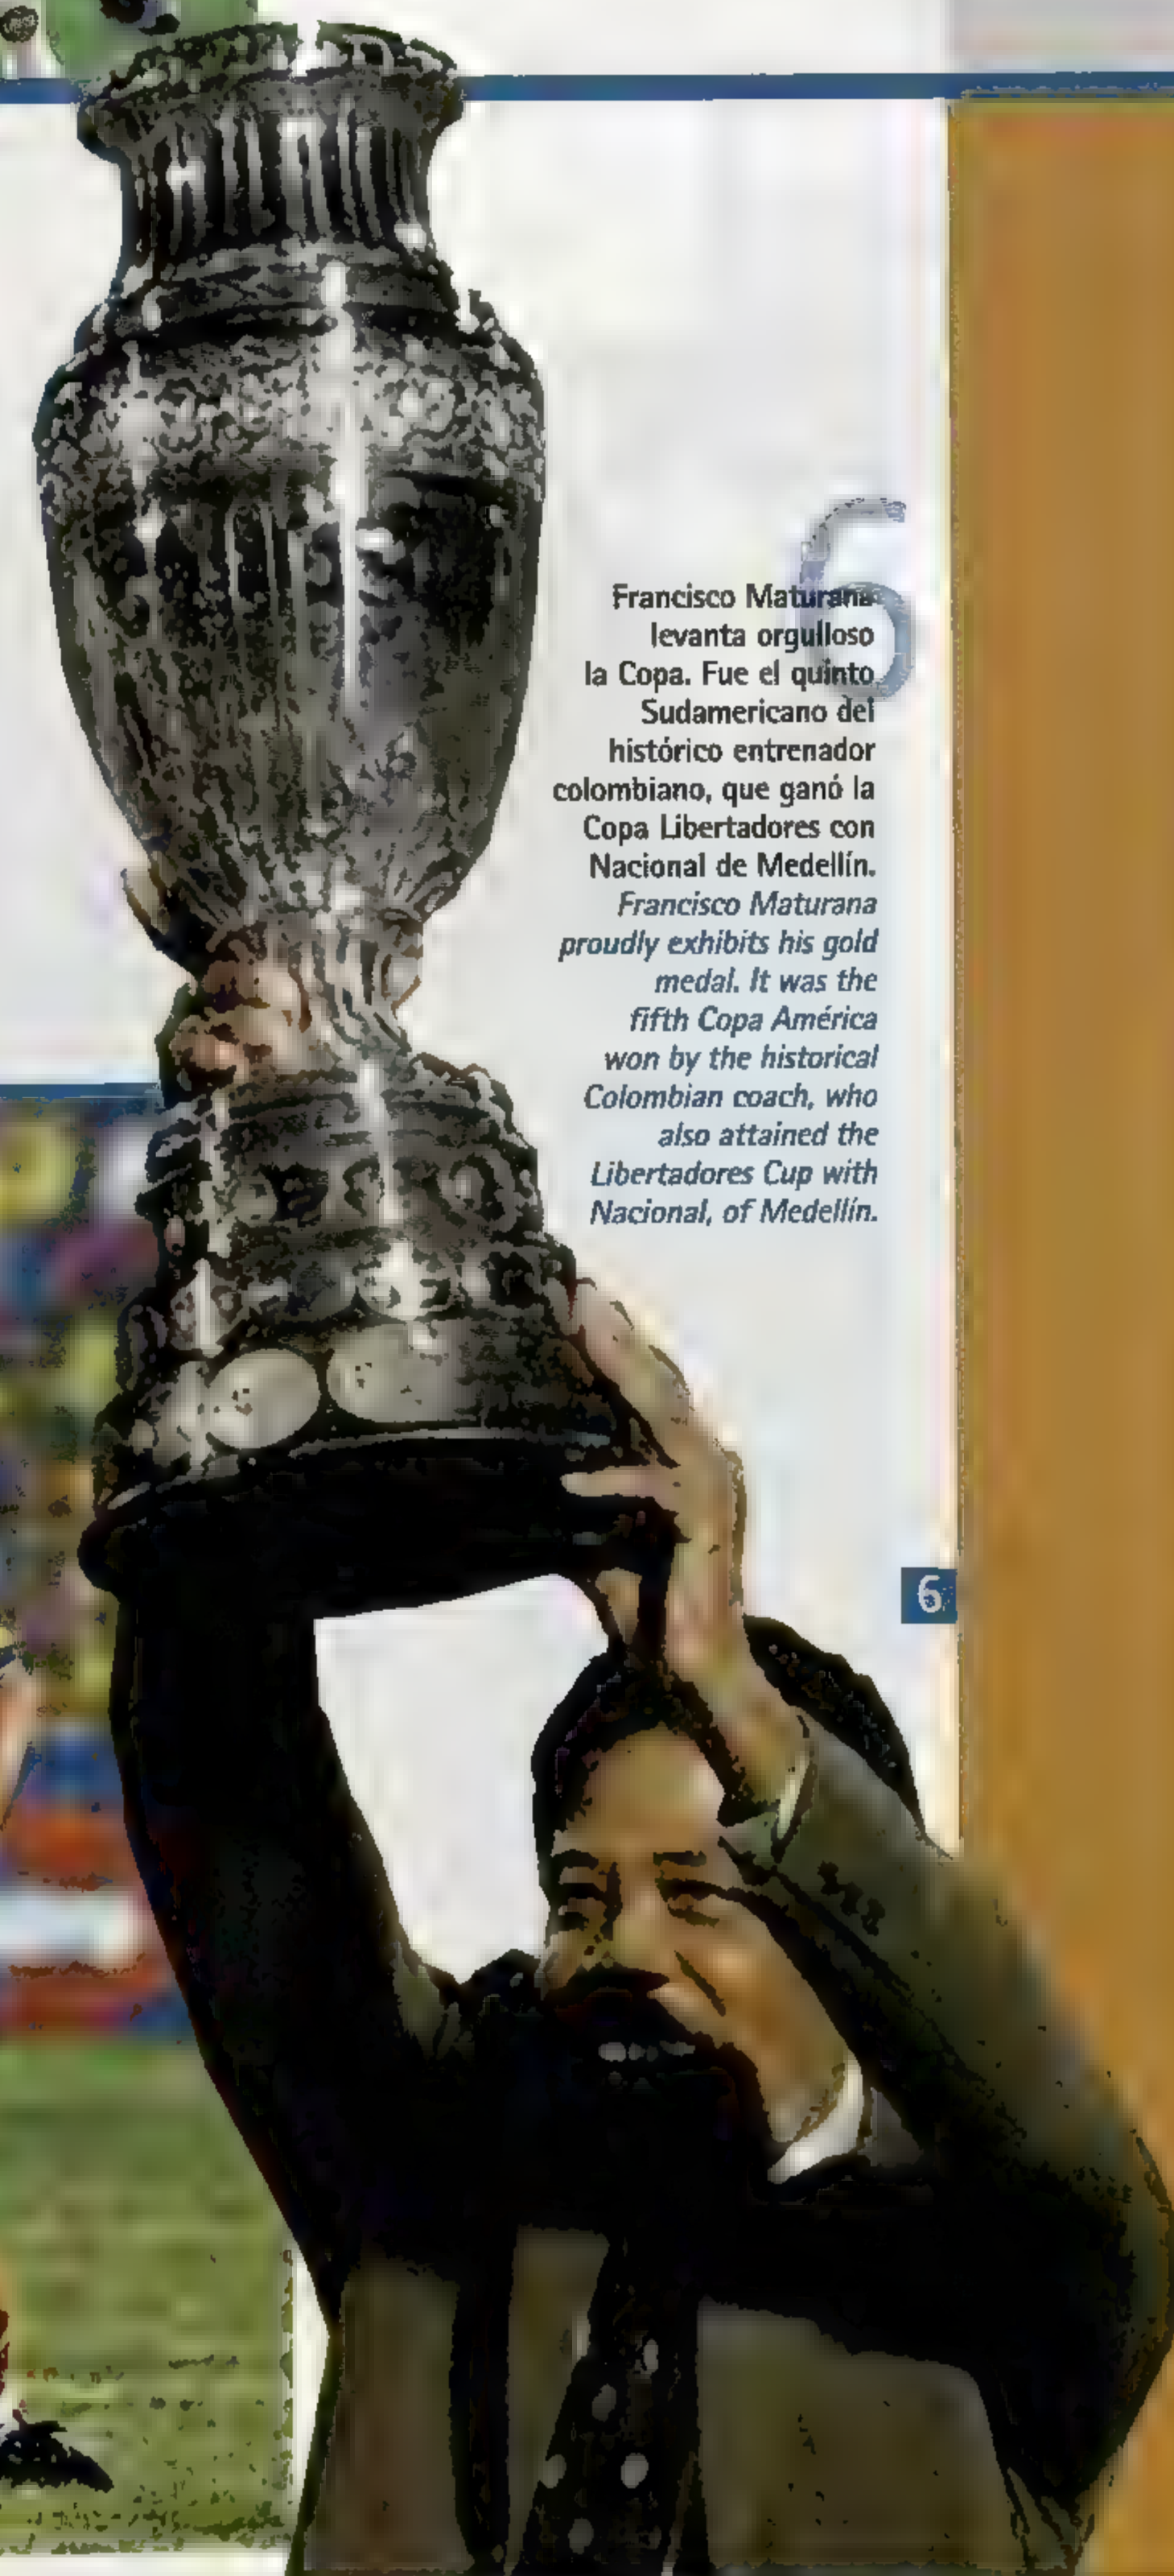 6
Francisco Maturana
levanta orgulloso
la Copa. Fue el quinto
Sudamericano del
histórico entrenador
colombiano, que ganó la
Copa Libertadores con
Nacional de Medellín.
Francisco Maturana
proudly exhibits his gold
medal. It was the
fifth Copa América
won by the historical
Colombian coach, who
also attained the
Libertadores Cup with
Nacional, of Medellín.
6